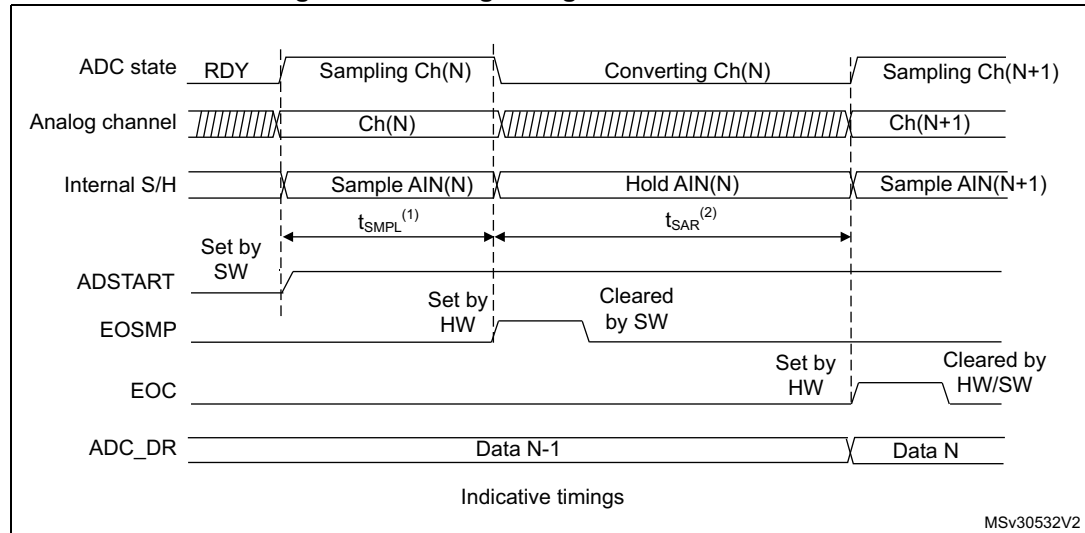 ADC state RDY Sampling Ch(N) Converting Ch(N) Sampling Ch(N+1)
Analog channel Ch(N) Ch(N+1)
Internal S/H Sample AIN(N) Hold AIN(N) Sample AIN(N+1)
tSMPL(1) tSAR(2)
Set by
SW
ADSTART
Set by
HW
Cleared
by SW
EOSMP
Set by
HW
Cleared by
HW/SW
EOC
ADC_DR Data N-1 Data N
Indicative timings
MSv30532V2